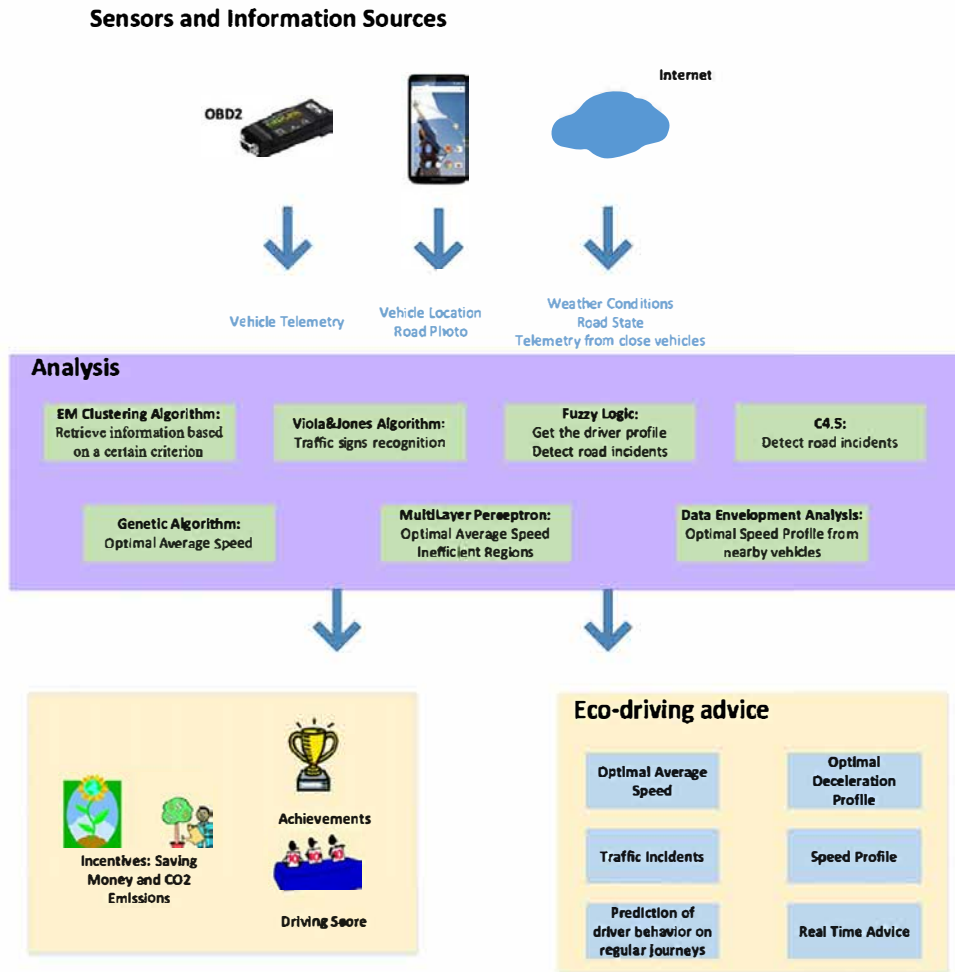 Sensors and Information Sources
OBD2
Internet
Vehicle Telemetry
Vehicle Location
Road Photo
Weather Conditions
Road State
Telemetry from close vehicles
Analysis
EM Clustering Algorithm:
Retrieve information based
on a certain criterion
Viola&Jones Algorithm:
Traffic signs recognition
Fuzzy Logic:
Get the driver profile
Detect road incidents
C4.5:
Detect road incidents
Genetic Algorithm:
Optimal Average Speed
MultiLayer Perceptron:
Optimal Average Speed
Inefficient Regions
Data Envelopment Analysis:
Optimal Speed Profile from
nearby vehicles
Achievements
Incentives: Saving
Money and CO2
Emissions
Driving Score
Eco-driving advice
Optimal Average
Speed
Optimal
Deceleration
Profile
Traffic Incidents
Speed Profile
Prediction of
driver behavior on
regular journeys
Real Time Advice